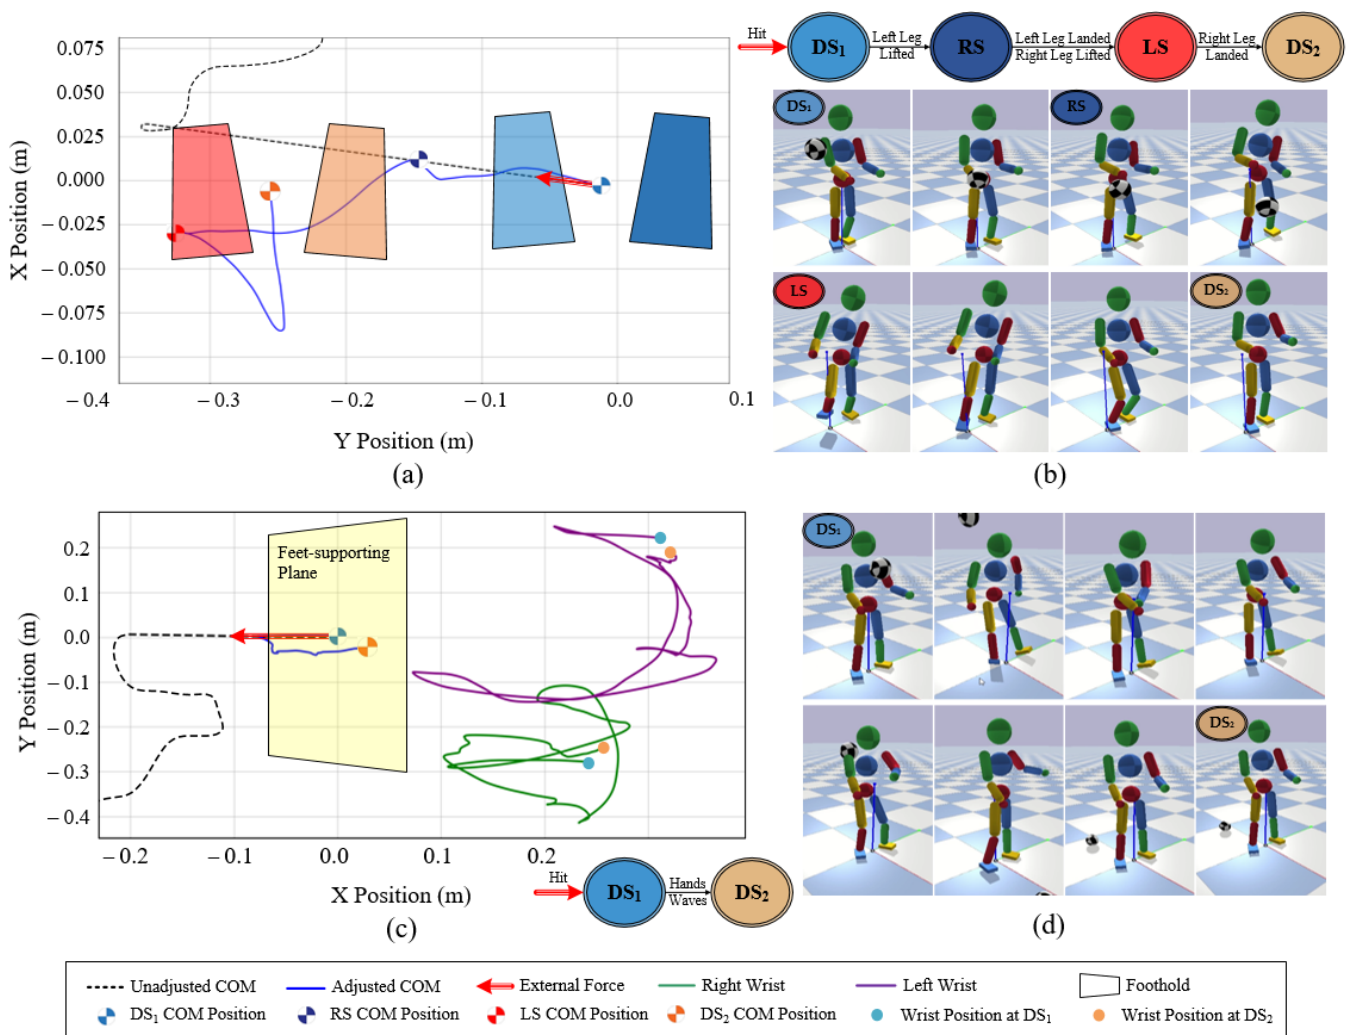 0.075
0.050
0.025
0.000
−0.025
−0.050
−0.075
−0.100
X Position (m)
−0.4
−0.3
−0.2
−0.1
0.0
0.1
Y Position (m)
(a)
Hit
DS1
Left Leg
Lifted
RS
Left Leg Landed
Right Leg Lifted
LS
Right Leg
Landed
DS2
DS1
RS
LS
DS2
(b)
0.2
0.1
0.0
−0.1
−0.2
−0.3
−0.4
Y Position (m)
Feet-supporting
Plane
−0.2
−0.1
0.0
0.1
0.2
X Position (m)
(c)
Hit
DS1
Hands
Waves
DS2
DS1
DS2
(d)
Unadjusted COM
Adjusted COM
External Force
Right Wrist
Left Wrist
Foothold
DS1 COM Position
RS COM Position
LS COM Position
DS2 COM Position
Wrist Position at DS1
Wrist Position at DS2